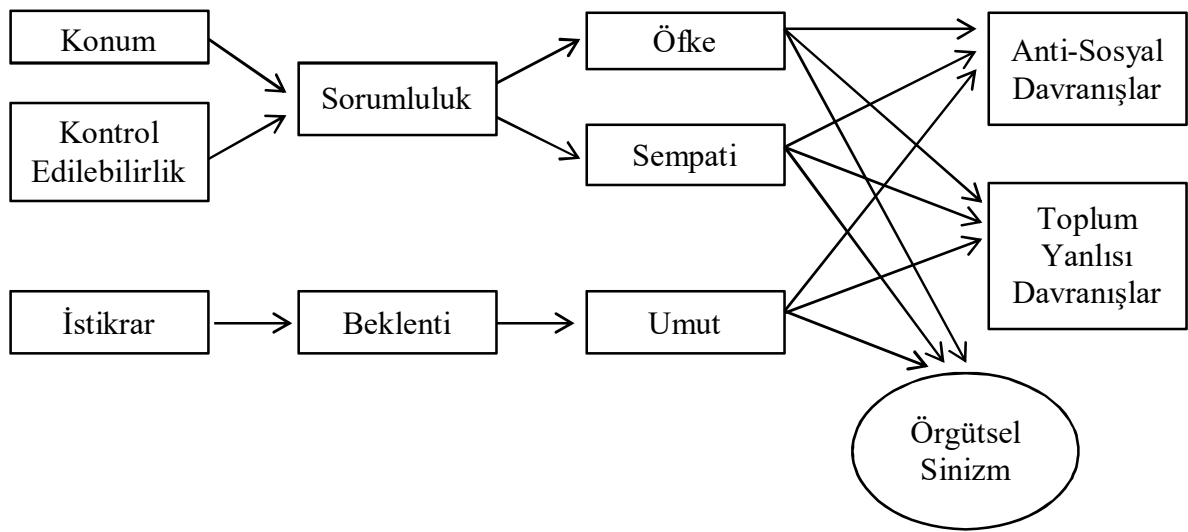 Konum
Kontrol
Edilebilirlik
Sorumluluk
Öfke
Sempati
Anti-Sosyal
Davranışlar
Toplum
Yanlısı
Davranışlar
İstikrar
Beklenti
Umut
Örgütsel
Sinizm